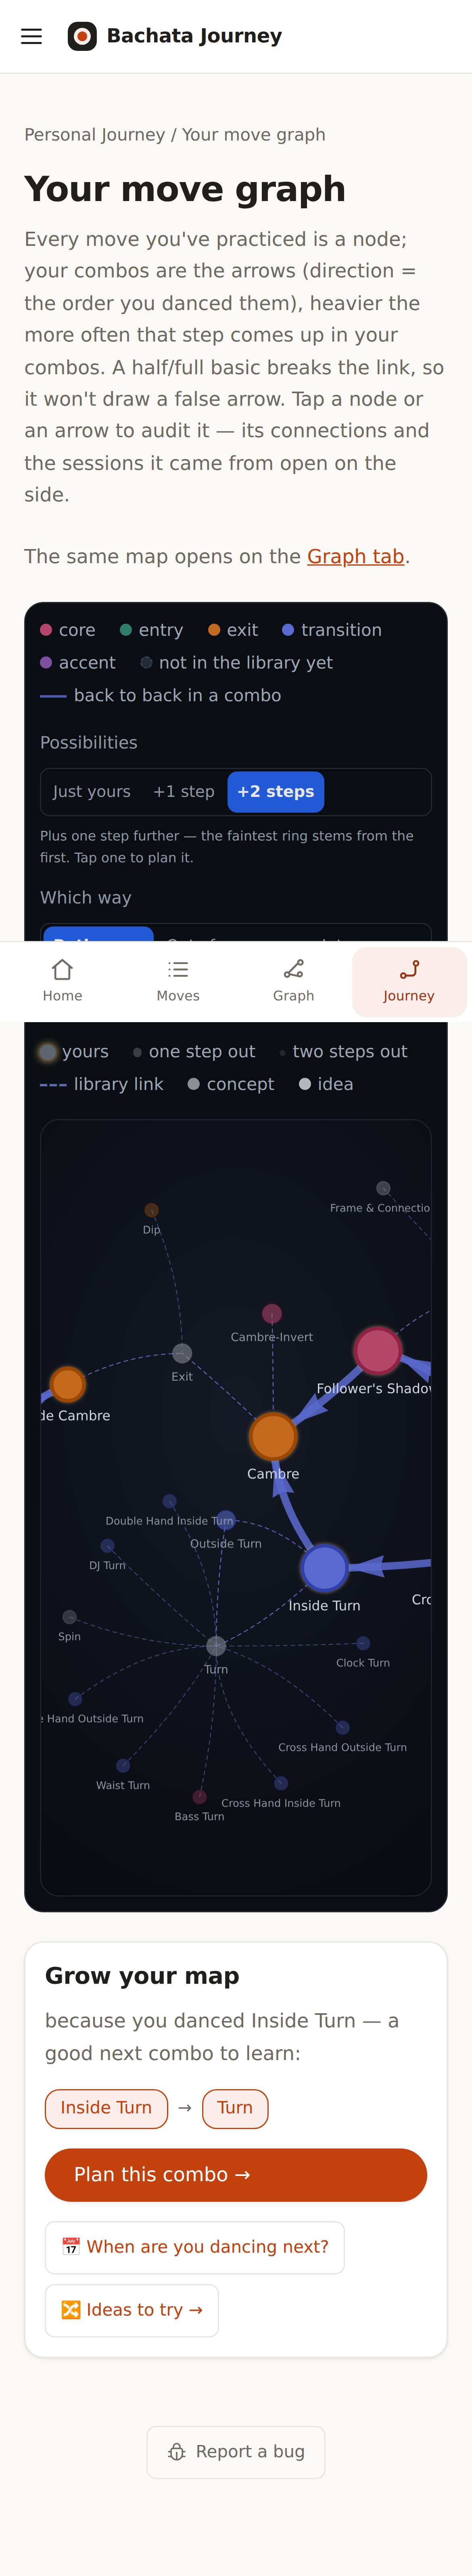 Bachata Journey
Personal Journey / Your move graph
Your move graph
Every move you've practiced is a node;
your combos are the arrows (direction =
the order you danced them), heavier the
more often that step comes up in your
combos. A half/full basic breaks the link, so
it won't draw a false arrow. Tap a node or
an arrow to audit it — its connections and
the sessions it came from open on the
side.
The same map opens on the Graph tab.
core entry exit transition
accent not in the library yet
back to back in a combo
Possibilities
Just yours +1 step +2 steps
Plus one step further — the faintest ring stems from the
first. Tap one to plan it.
Which way
Home Moves Graph Journey
yours one step out two steps out
library link concept idea
Frame & Connectio
Dip
Cambre-Invert
Exit
Follower's Shadow
de Cambre
Cambre
Double Hand Inside Turn
Outside Turn
DJ Turn
Inside Turn
Cro
Spin
Clock Turn
Turn
e Hand Outside Turn
Cross Hand Outside Turn
Waist Turn
Cross Hand Inside Turn
Bass Turn
Grow your map
because you danced Inside Turn — a
good next combo to learn:
Inside Turn → Turn
Plan this combo →
📅 When are you dancing next?
🔀 Ideas to try →
Report a bug